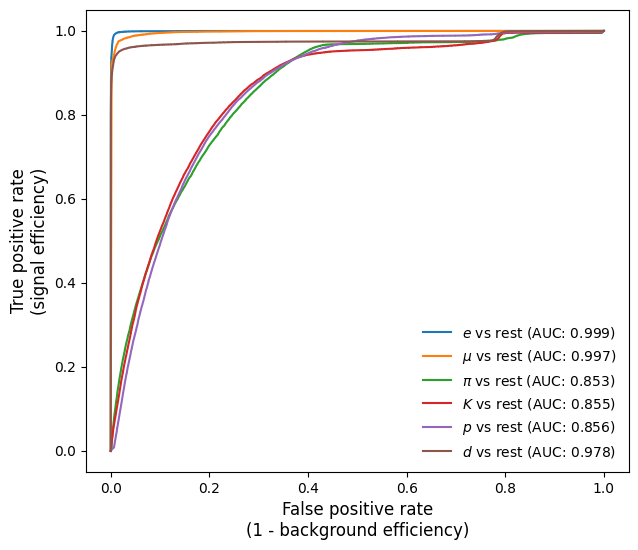 1.0
0.8
0.6
0.4
0.2
0.0
True positive rate
(signal efficiency)
e vs rest (AUC: 0.999)
μ vs rest (AUC: 0.997)
π vs rest (AUC: 0.853)
K vs rest (AUC: 0.855)
p vs rest (AUC: 0.856)
d vs rest (AUC: 0.978)
0.0 0.2 0.4 0.6 0.8 1.0
False positive rate
(1 - background efficiency)